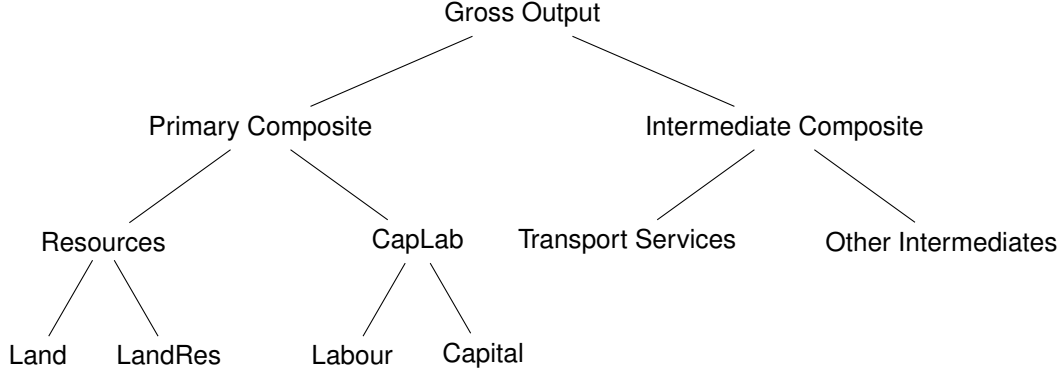 Gross Output
Primary Composite
Intermediate Composite
Resources
CapLab
Transport Services
Other Intermediates
Land
LandRes
Labour
Capital